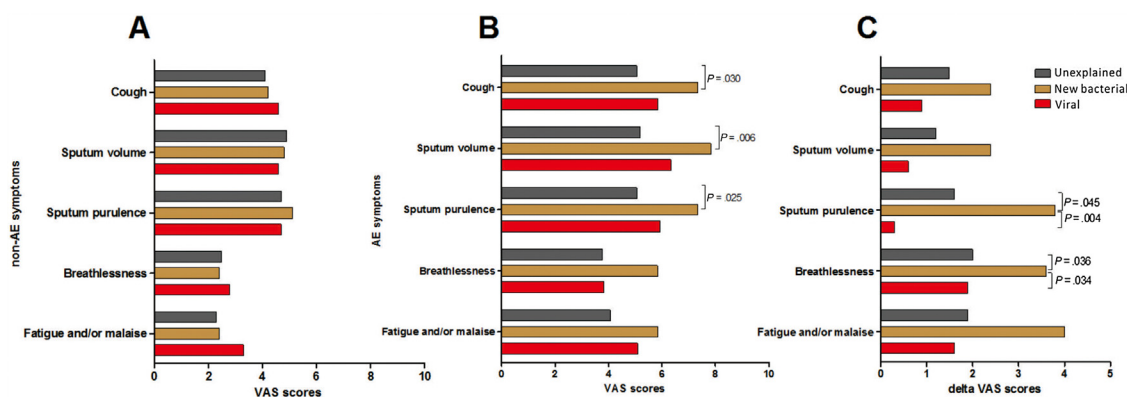 A
non-AE symptoms
Cough
Sputum volume
Sputum purulence
Breathlessness
Fatigue and/or malaise
0 2 4 6 8 10
VAS scores
B
AE symptoms
Cough
P = .030
Sputum volume
P = .006
Sputum purulence
P = .025
Breathlessness
Fatigue and/or malaise
0 2 4 6 8 10
VAS scores
C
Unexplained
New bacterial
Viral
Cough
Sputum volume
Sputum purulence
P = .045
P = .004
Breathlessness
P = .036
P = .034
Fatigue and/or malaise
0 1 2 3 4 5
delta VAS scores